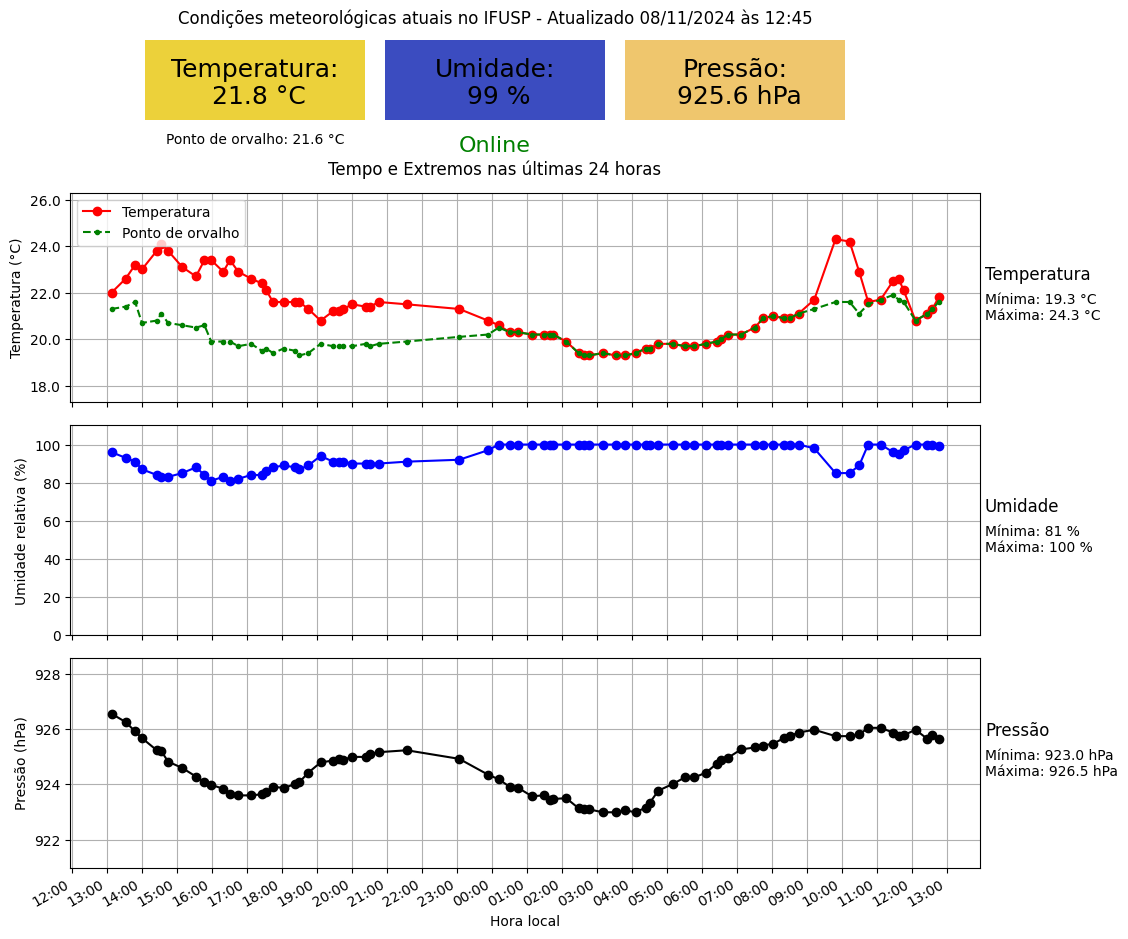 Condições meteorológicas atuais no IFUSP - Atualizado 08/11/2024 às 12:45
Temperatura:
21.8 °C
Umidade:
99 %
Pressão:
925.6 hPa
Ponto de orvalho: 21.6 °C
Online
Tempo e Extremos nas últimas 24 horas
Temperatura (°C)
26.0
24.0
22.0
20.0
18.0
Temperatura
Ponto de orvalho
Temperatura
Mínima: 19.3 °C
Máxima: 24.3 °C
Umidade relativa (%)
100
80
60
40
20
0
Umidade
Mínima: 81 %
Máxima: 100 %
Pressão (hPa)
928
926
924
922
Pressão
Mínima: 923.0 hPa
Máxima: 926.5 hPa
12:00 13:00 14:00 15:00 16:00 17:00 18:00 19:00 20:00 21:00 22:00 23:00 00:00 01:00 02:00 03:00 04:00 05:00 06:00 07:00 08:00 09:00 10:00 11:00 12:00 13:00
Hora local